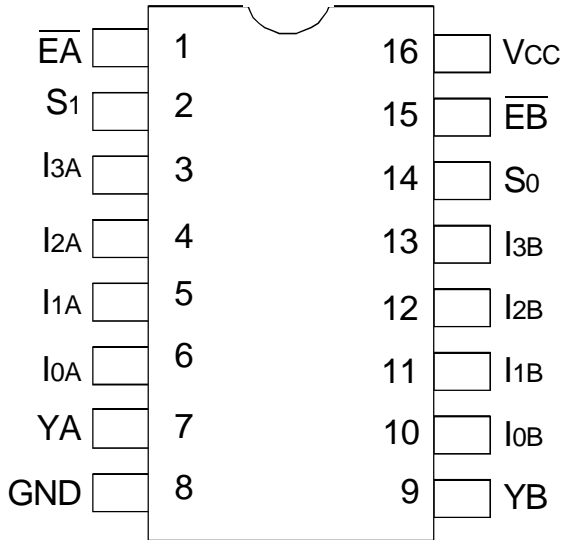 EA 1 16 VCC
S1 2 15 EB
I3A 3 14 S0
I2A 4 13 I3B
I1A 5 12 I2B
I0A 6 11 I1B
YA 7 10 I0B
GND 8 9 YB